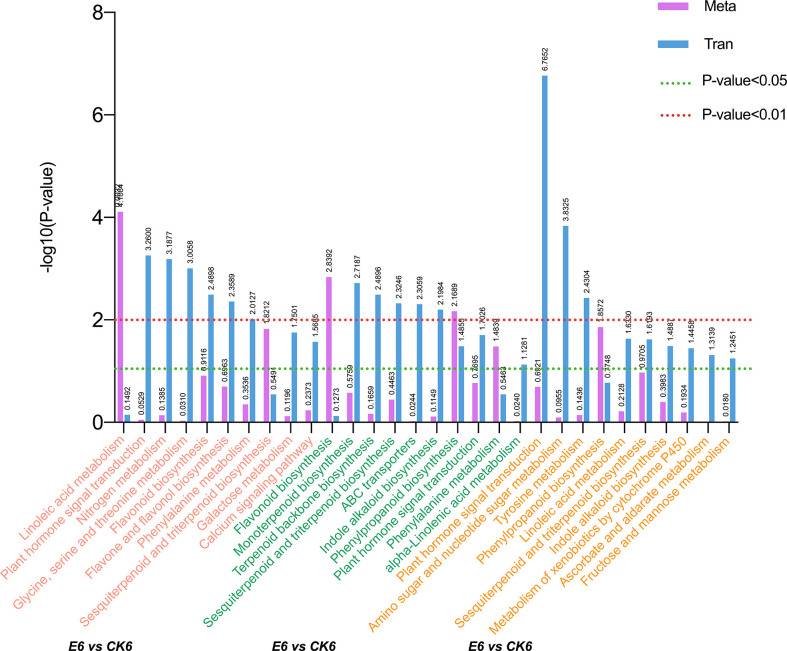 Meta
Tran
P-value<0.05
P-value<0.01
-log10(P-value)
8
6
4
2
0
0.1492
0.0529
3.2600
0.1385
3.1877
0.0310
3.0058
0.9116
2.4898
0.6963
2.3589
0.3536
2.0127
1.8212
0.5491
0.1196
1.7501
0.2373
1.5665
2.8392
0.1273
0.5759
2.7187
0.1659
2.4896
0.4463
2.3246
0.0244
2.3059
0.1149
2.1984
2.1689
1.4855
0.7695
1.7026
1.4839
0.5463
0.0240
1.1281
0.6921
6.7652
0.0955
3.8325
0.1436
2.4304
1.8572
0.7748
0.2128
1.6330
0.9705
1.6193
0.3983
0.1934
1.4458
1.3139
0.0180
1.2451
Linoleic acid metabolism
Plant hormone signal transduction
Nitrogen metabolism
Glycine, serine and threonine metabolism
Flavonoid biosynthesis
Flavone and flavonol biosynthesis
Phenylalanine metabolism
Sesquiterpenoid and triterpenoid biosynthesis
Galactose metabolism
Calcium signaling pathway
Flavonoid biosynthesis
Monoterpenoid biosynthesis
Terpenoid backbone biosynthesis
Sesquiterpenoid and triterpenoid biosynthesis
ABC transporters
Indole alkaloid biosynthesis
Phenylpropanoid biosynthesis
Plant hormone signal transduction
Phenylalanine metabolism
alpha-Linolenic acid metabolism
Plant hormone signal transduction
Amino sugar and nucleotide sugar metabolism
Tyrosine metabolism
Phenylpropanoid biosynthesis
Linoleic acid metabolism
Sesquiterpenoid and triterpenoid biosynthesis
Indole alkaloid biosynthesis
Metabolism of xenobiotics by cytochrome P450
Ascorbate and aldarate metabolism
Fructose and mannose metabolism
E6 vs CK6
E6 vs CK6
E6 vs CK6